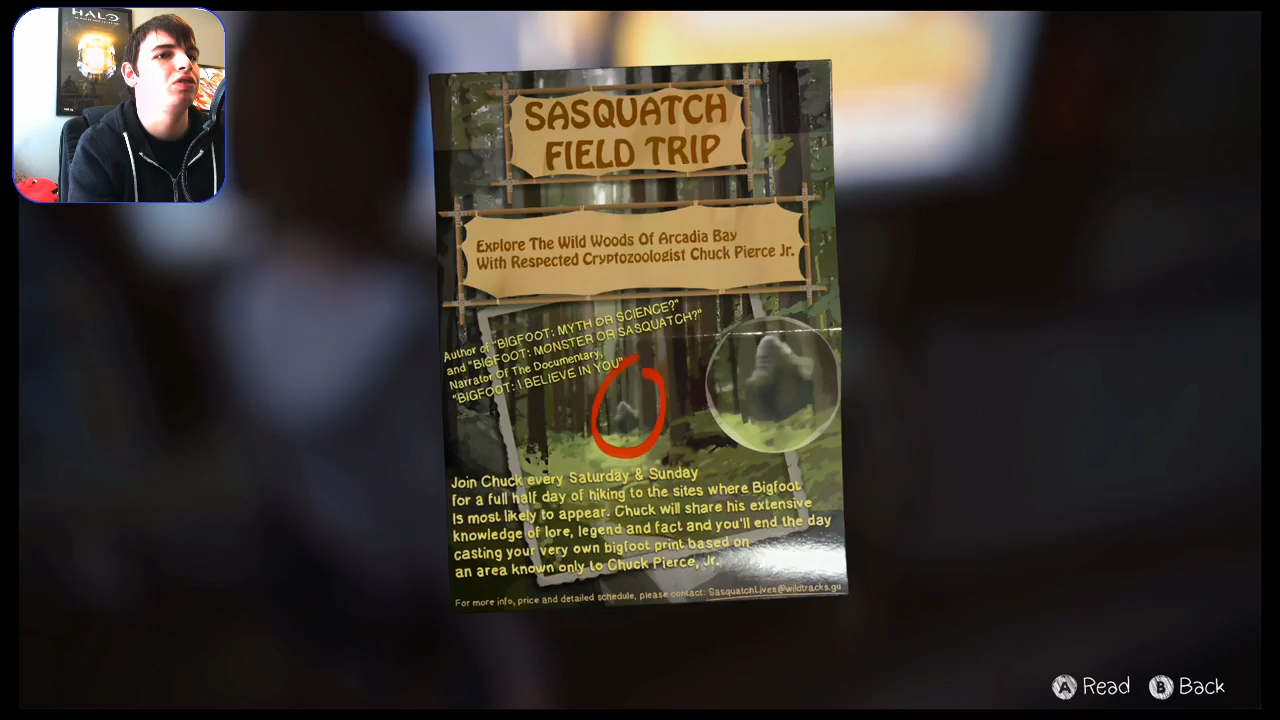 HALO
SASQUATCH
FIELD TRIP
Explore The Wild Woods Of Arcadia Bay
With Respected Cryptozoologist Chuck Pierce Jr.
Author of "BIGFOOT: MYTH OR SCIENCE?"
and "BIGFOOT: MONSTER OR SASQUATCH?"
Narrator Of The Documentary,
"BIGFOOT: I BELIEVE IN YOU"
Join Chuck every Saturday & Sunday
for a full half day of hiking to the sites where Bigfoot
Is most likely to appear. Chuck will share his extensive
knowledge of lore, legend and fact and you'll end the day
casting your very own bigfoot print based on
an area known only to Chuck Pierce, Jr.
For more info, price and detailed schedule, please contact: SasquatchLives@wildtracks.gu
A Read B Back